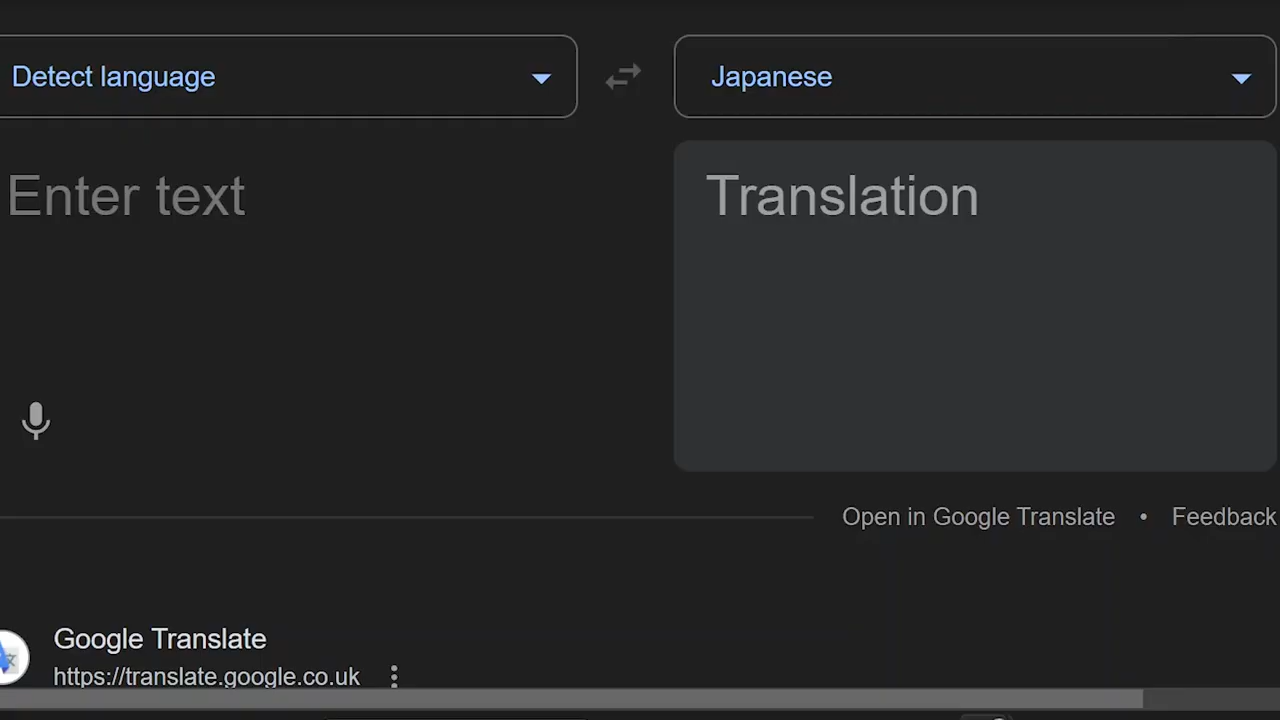 Detect language
Japanese
Enter text
Translation
Open in Google Translate • Feedback
Google Translate
https://translate.google.co.uk